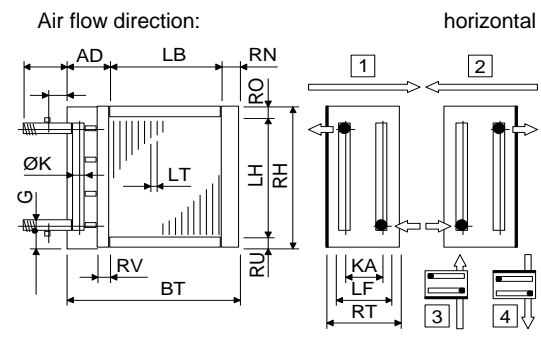 Air flow direction: horizontal
AD LB RN
1 2
RO
ØK
LT
LH
RH
G
RV
RU
BT
KA
LF
RT
3 4